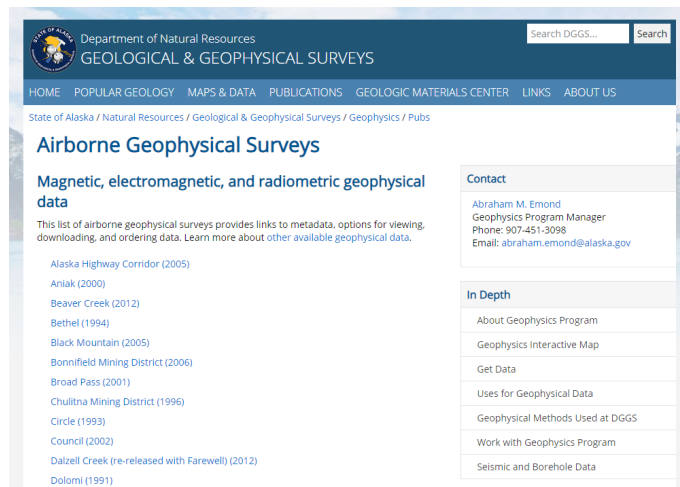 STATE OF ALASKA
Department of Natural Resources
GEOLOGICAL & GEOPHYSICAL SURVEYS
Search DGGS...
Search
HOME POPULAR GEOLOGY MAPS & DATA PUBLICATIONS GEOLOGIC MATERIALS CENTER LINKS ABOUT US
State of Alaska / Natural Resources / Geological & Geophysical Surveys / Geophysics / Pubs
Airborne Geophysical Surveys
Magnetic, electromagnetic, and radiometric geophysical
data
This list of airborne geophysical surveys provides links to metadata, options for viewing,
downloading, and ordering data. Learn more about other available geophysical data.
Alaska Highway Corridor (2005)
Aniak (2000)
Beaver Creek (2012)
Bethel (1994)
Black Mountain (2005)
Bonnifield Mining District (2006)
Broad Pass (2001)
Chulitna Mining District (1996)
Circle (1993)
Council (2002)
Dalzell Creek (re-released with Farewell) (2012)
Dolomi (1991)
Contact
Abraham M. Emond
Geophysics Program Manager
Phone: 907-451-3098
Email: abraham.emond@alaska.gov
In Depth
About Geophysics Program
Geophysics Interactive Map
Get Data
Uses for Geophysical Data
Geophysical Methods Used at DGGS
Work with Geophysics Program
Seismic and Borehole Data